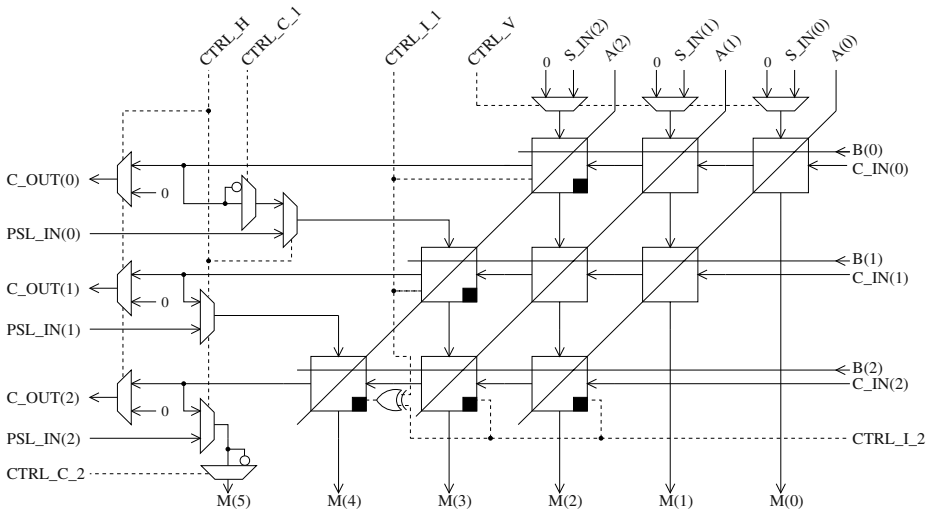 CTRL_H
CTRL_C_1
CTRL_I_1
CTRL_V
0
S_IN(2)
A(2)
0
S_IN(1)
A(1)
0
S_IN(0)
A(0)
B(0)
C_IN(0)
C_OUT(0)
0
PSL_IN(0)
B(1)
C_IN(1)
C_OUT(1)
0
PSL_IN(1)
B(2)
C_IN(2)
C_OUT(2)
0
PSL_IN(2)
CTRL_I_2
CTRL_C_2
M(5)
M(4)
M(3)
M(2)
M(1)
M(0)